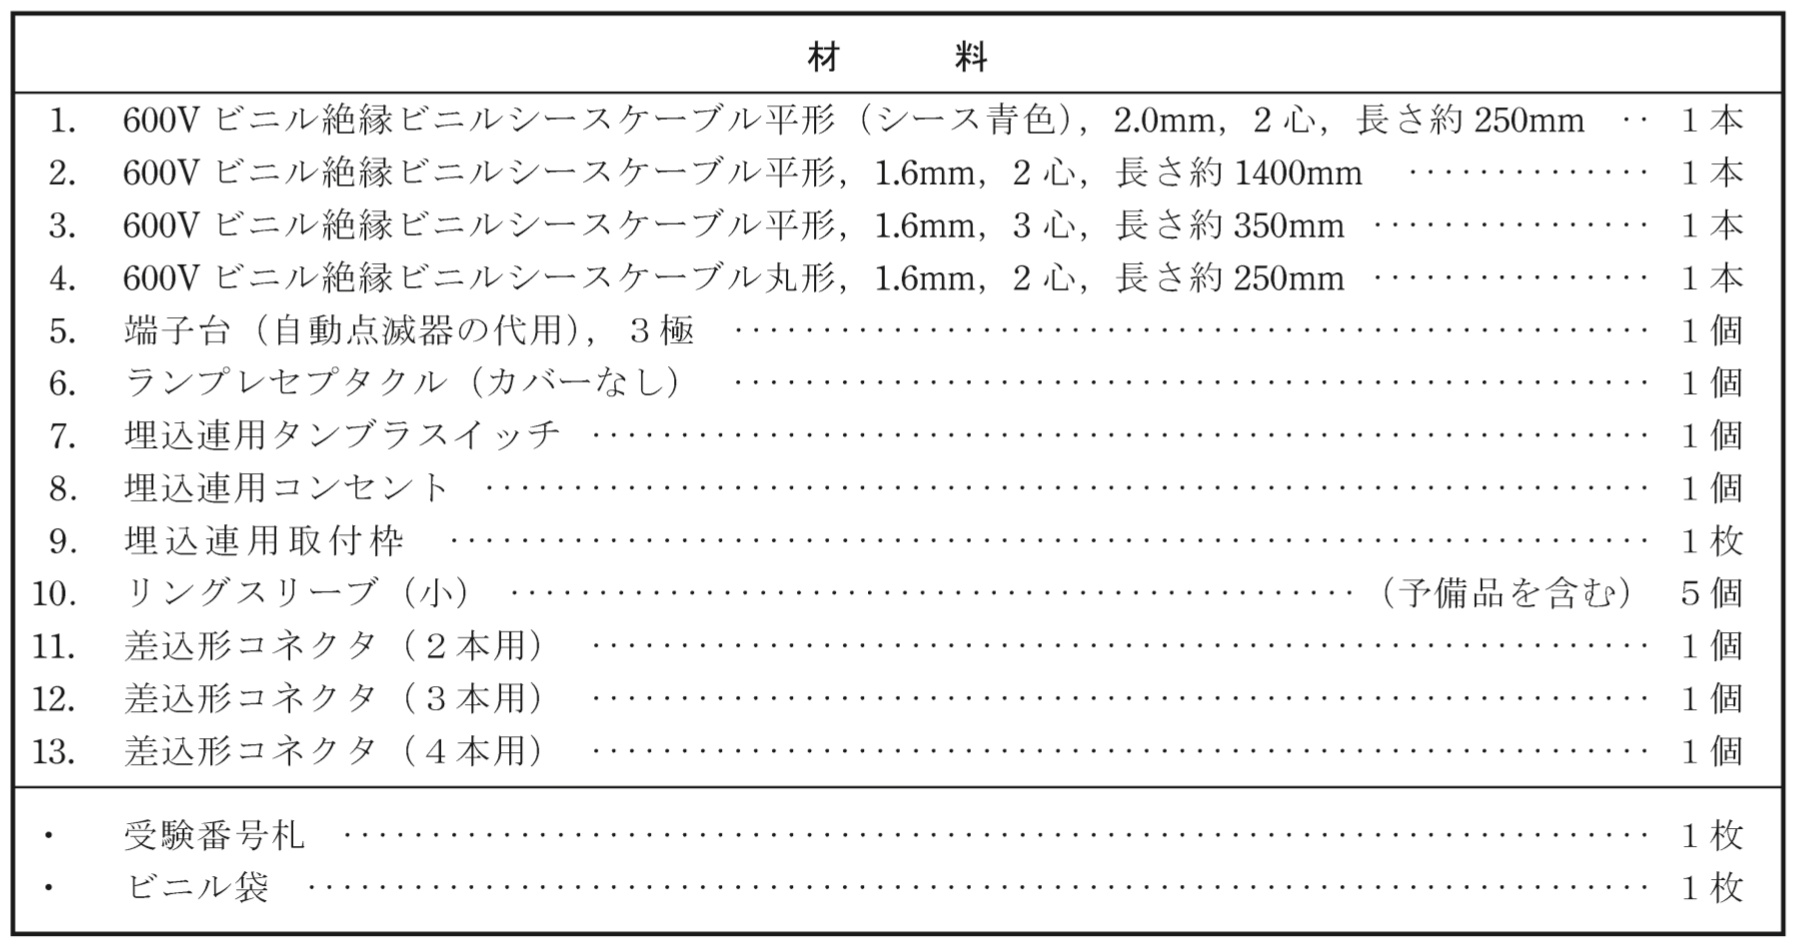 材　　料
1. 600V ビニル絶縁ビニルシースケーブル平形（シース青色），2.0mm，2 心，長さ約 250mm ‥ 1 本
2. 600V ビニル絶縁ビニルシースケーブル平形，1.6mm，2 心，長さ約 1400mm ‥‥‥‥‥‥‥ 1 本
3. 600V ビニル絶縁ビニルシースケーブル平形，1.6mm，3 心，長さ約 350mm ‥‥‥‥‥‥‥‥ 1 本
4. 600V ビニル絶縁ビニルシースケーブル丸形，1.6mm，2 心，長さ約 250mm ‥‥‥‥‥‥‥‥ 1 本
5. 端子台（自動点滅器の代用），3 極 ‥‥‥‥‥‥‥‥‥‥‥‥‥‥‥‥ 1 個
6. ランプレセプタクル（カバーなし） ‥‥‥‥‥‥‥‥‥‥‥‥‥‥‥‥ 1 個
7. 埋込連用タンブラスイッチ ‥‥‥‥‥‥‥‥‥‥‥‥‥‥‥‥‥‥ 1 個
8. 埋込連用コンセント ‥‥‥‥‥‥‥‥‥‥‥‥‥‥‥‥‥‥‥‥ 1 個
9. 埋込連用取付枠 ‥‥‥‥‥‥‥‥‥‥‥‥‥‥‥‥‥‥‥‥ 1 枚
10. リングスリーブ（小） ‥‥‥‥‥‥‥‥‥‥‥‥‥‥（予備品を含む） 5 個
11. 差込形コネクタ（2 本用） ‥‥‥‥‥‥‥‥‥‥‥‥‥‥‥‥‥‥ 1 個
12. 差込形コネクタ（3 本用） ‥‥‥‥‥‥‥‥‥‥‥‥‥‥‥‥‥‥ 1 個
13. 差込形コネクタ（4 本用） ‥‥‥‥‥‥‥‥‥‥‥‥‥‥‥‥‥‥ 1 個
・ 受験番号札 ‥‥‥‥‥‥‥‥‥‥‥‥‥‥‥‥‥‥‥‥‥‥ 1 枚
・ ビニル袋 ‥‥‥‥‥‥‥‥‥‥‥‥‥‥‥‥‥‥‥‥‥‥‥ 1 枚